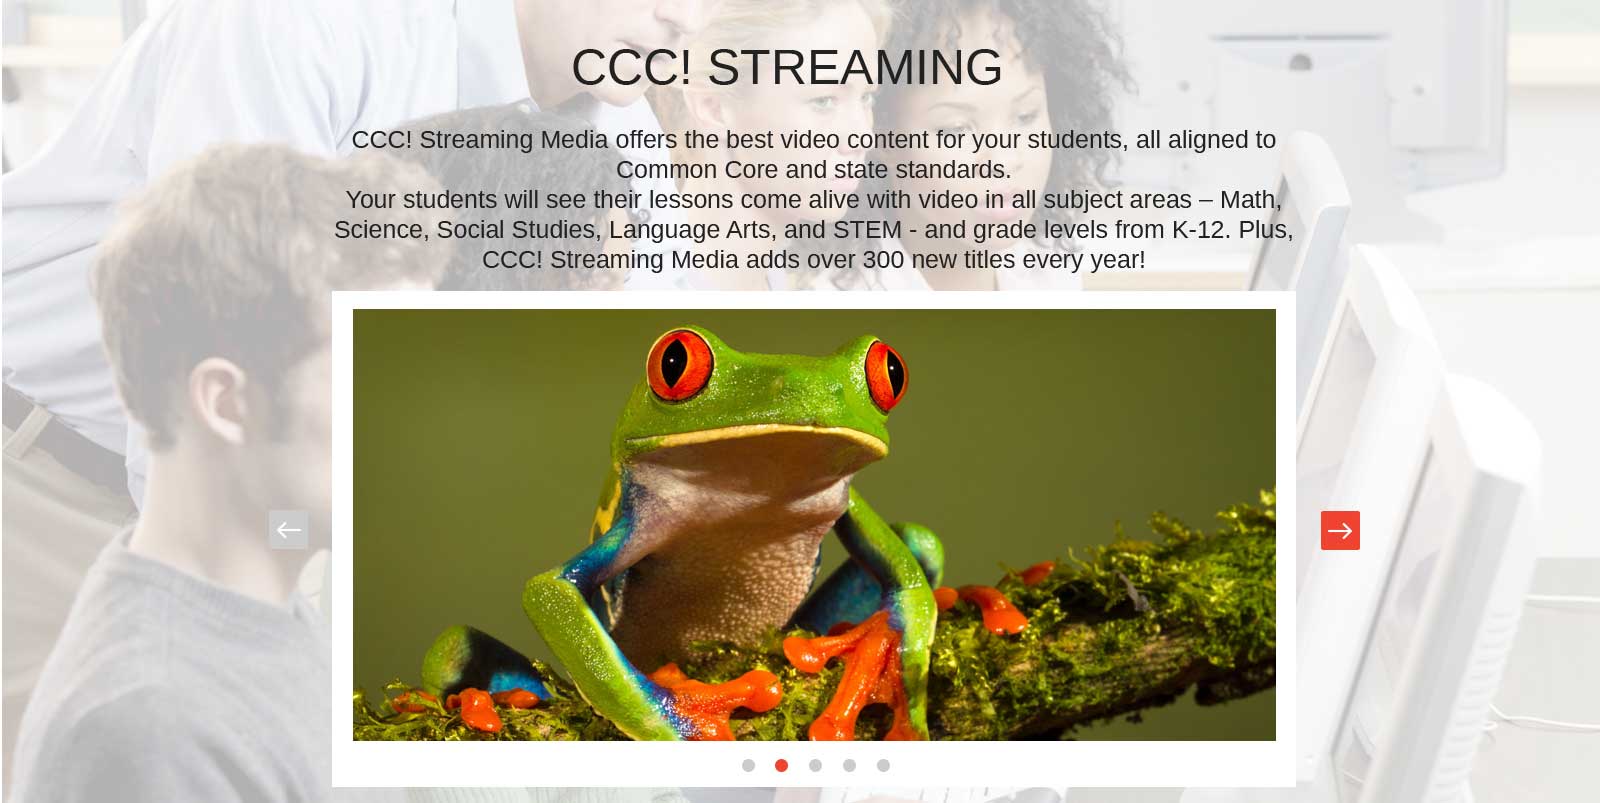 CCC! STREAMING
CCC! Streaming Media offers the best video content for your students, all aligned to
Common Core and state standards.
Your students will see their lessons come alive with video in all subject areas – Math,
Science, Social Studies, Language Arts, and STEM - and grade levels from K-12. Plus,
CCC! Streaming Media adds over 300 new titles every year!